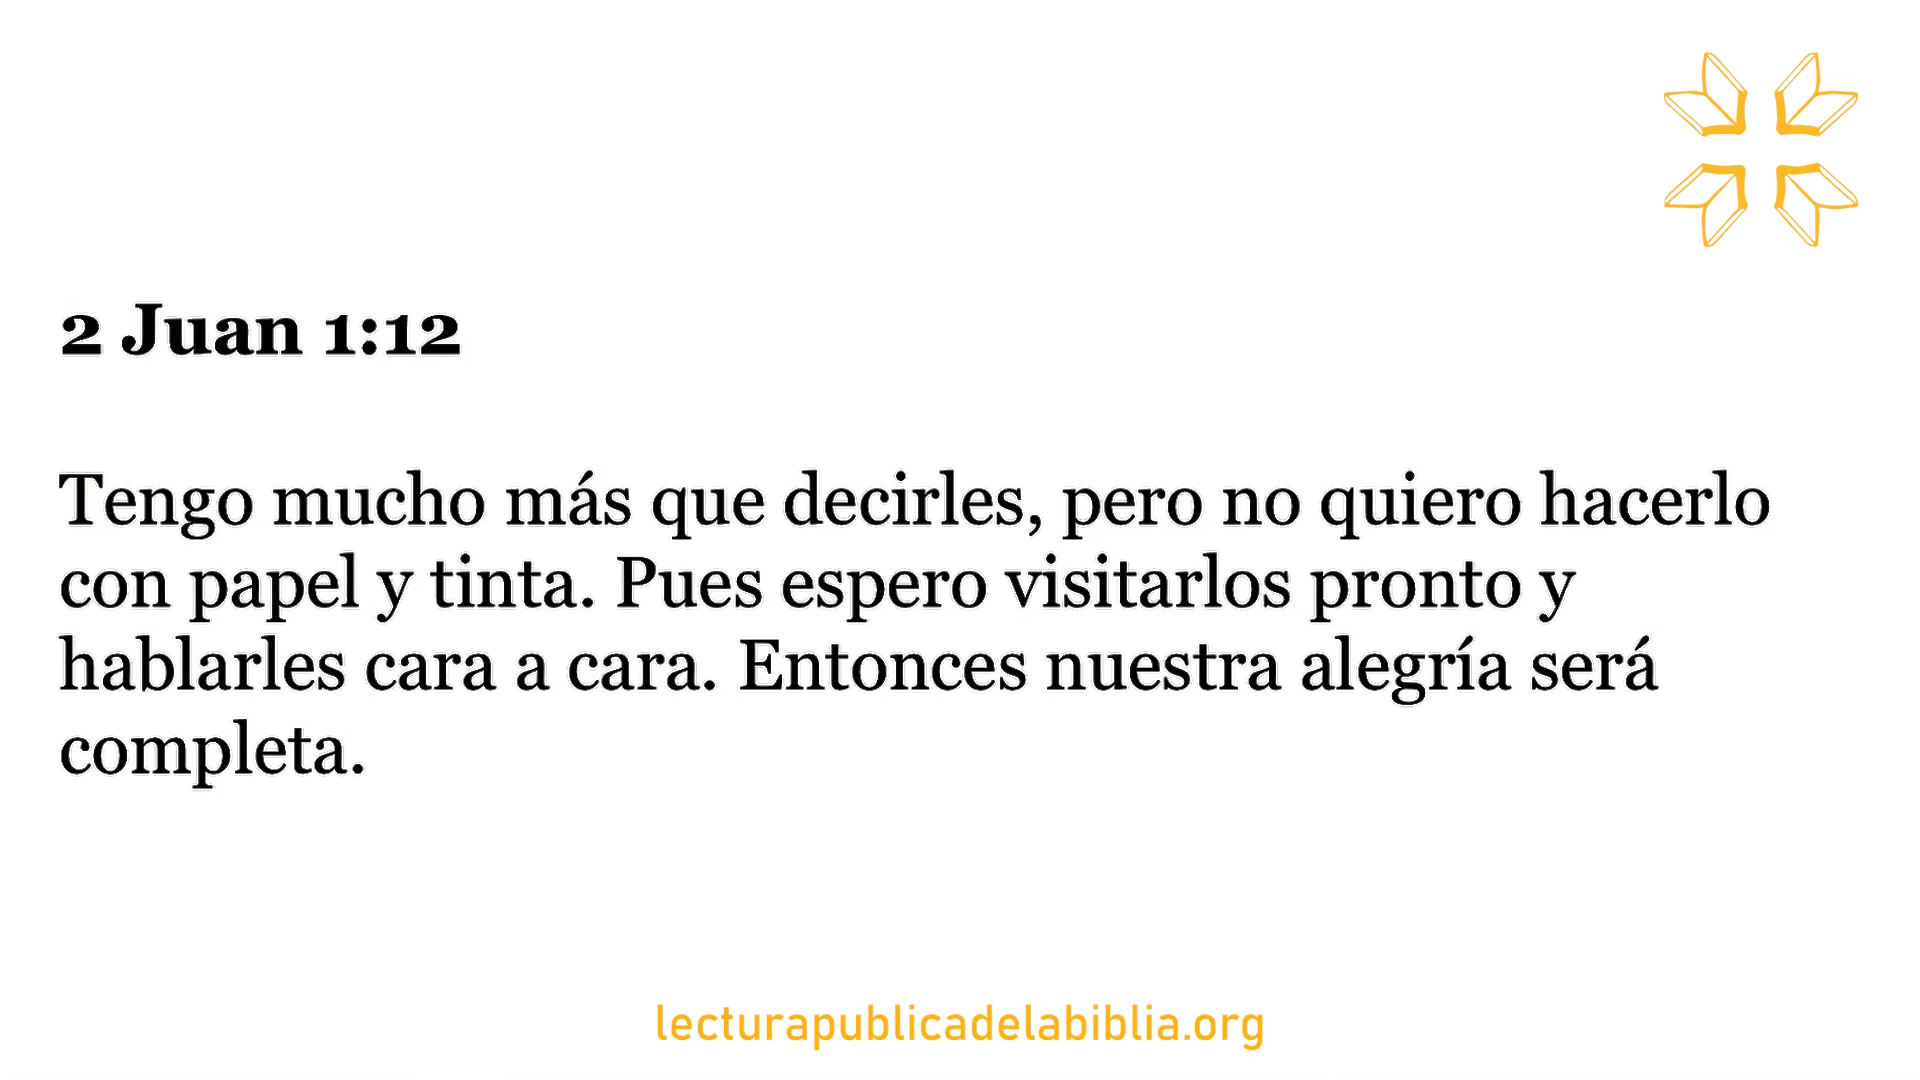 2 Juan 1:12
Tengo mucho más que decirles, pero no quiero hacerlo
con papel y tinta. Pues espero visitarlos pronto y
hablarles cara a cara. Entonces nuestra alegría será
completa.
lecturapublicadelabiblia.org